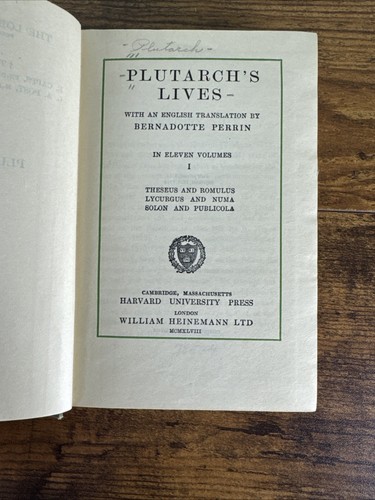 Plutarch
PLUTARCH'S
LIVES
WITH AN ENGLISH TRANSLATION BY
BERNADOTTE PERRIN
IN ELEVEN VOLUMES
I
THESEUS AND ROMULUS
LYCURGUS AND NUMA
SOLON AND PUBLICOLA
CAMBRIDGE, MASSACHUSETTS
HARVARD UNIVERSITY PRESS
LONDON
WILLIAM HEINEMANN LTD
MCMXLVIII